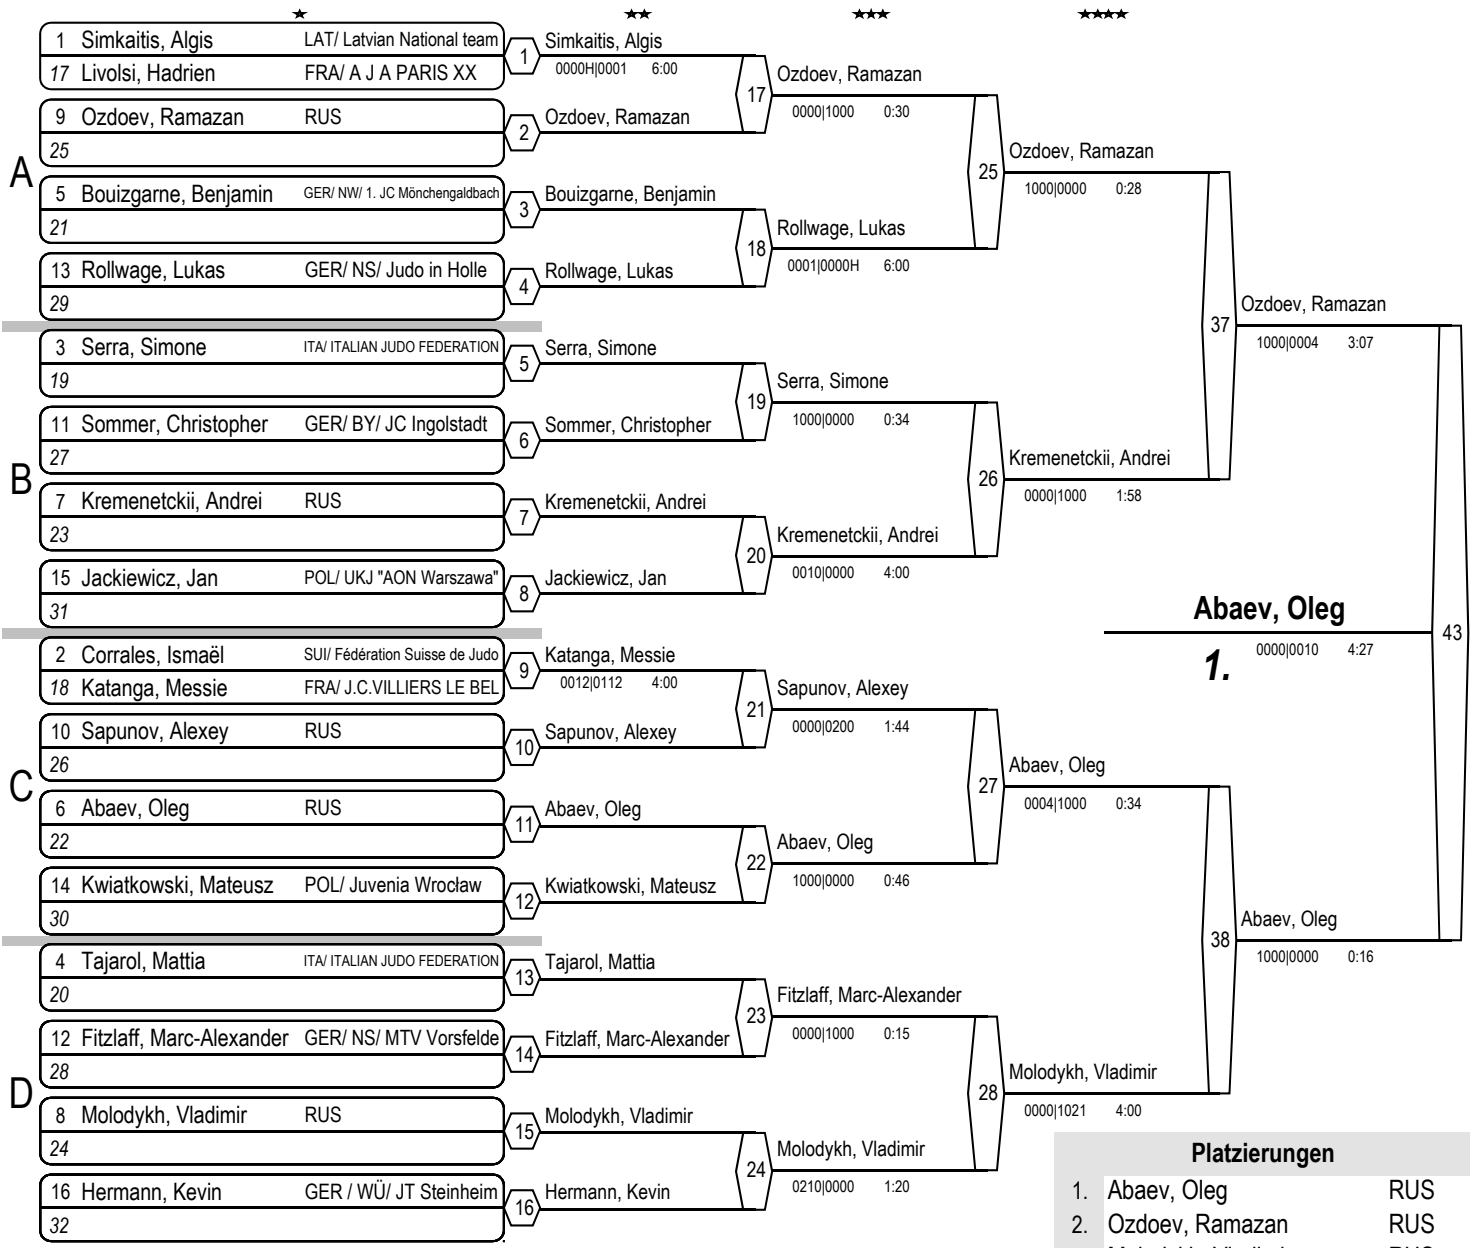 ★ ★★ ★★★ ★★★★
1 Simkaitis, Algis LAT/ Latvian National team
17 Livolsi, Hadrien FRA/ A J A PARIS XX
9 Ozdoev, Ramazan RUS
25
A
5 Bouizgarne, Benjamin GER/ NW/ 1. JC Mönchengaldbach
21
13 Rollwage, Lukas GER/ NS/ Judo in Holle
29
3 Serra, Simone ITA/ ITALIAN JUDO FEDERATION
19
11 Sommer, Christopher GER/ BY/ JC Ingolstadt
27
B
7 Kremenetckii, Andrei RUS
23
15 Jackiewicz, Jan POL/ UKJ "AON Warszawa"
31
2 Corrales, Ismaël SUI/ Fédération Suisse de Judo
18 Katanga, Messie FRA/ J.C.VILLIERS LE BEL
10 Sapunov, Alexey RUS
26
C
6 Abaev, Oleg RUS
22
14 Kwiatkowski, Mateusz POL/ Juvenia Wrocław
30
4 Tajarol, Mattia ITA/ ITALIAN JUDO FEDERATION
20
12 Fitzlaff, Marc-Alexander GER/ NS/ MTV Vorsfelde
28
D
8 Molodykh, Vladimir RUS
24
16 Hermann, Kevin GER / WÜ/ JT Steinheim
32
1 Simkaitis, Algis
0000H|0001 6:00
2 Ozdoev, Ramazan
3 Bouizgarne, Benjamin
4 Rollwage, Lukas
5 Serra, Simone
6 Sommer, Christopher
7 Kremenetckii, Andrei
8 Jackiewicz, Jan
9 Katanga, Messie
0012|0112 4:00
10 Sapunov, Alexey
11 Abaev, Oleg
12 Kwiatkowski, Mateusz
13 Tajarol, Mattia
14 Fitzlaff, Marc-Alexander
15 Molodykh, Vladimir
16 Hermann, Kevin
17 Ozdoev, Ramazan
0000|1000 0:30
18 Rollwage, Lukas
0001|0000H 6:00
19 Serra, Simone
1000|0000 0:34
20 Kremenetckii, Andrei
0010|0000 4:00
21 Sapunov, Alexey
0000|0200 1:44
22 Abaev, Oleg
1000|0000 0:46
23 Fitzlaff, Marc-Alexander
0000|1000 0:15
24 Molodykh, Vladimir
0210|0000 1:20
25 Ozdoev, Ramazan
1000|0000 0:28
26 Kremenetckii, Andrei
0000|1000 1:58
27 Abaev, Oleg
0004|1000 0:34
28 Molodykh, Vladimir
0000|1021 4:00
37 Ozdoev, Ramazan
1000|0004 3:07
38 Abaev, Oleg
1000|0000 0:16
Abaev, Oleg
43
1. 0000|0010 4:27
Platzierungen
1. Abaev, Oleg RUS
2. Ozdoev, Ramazan RUS